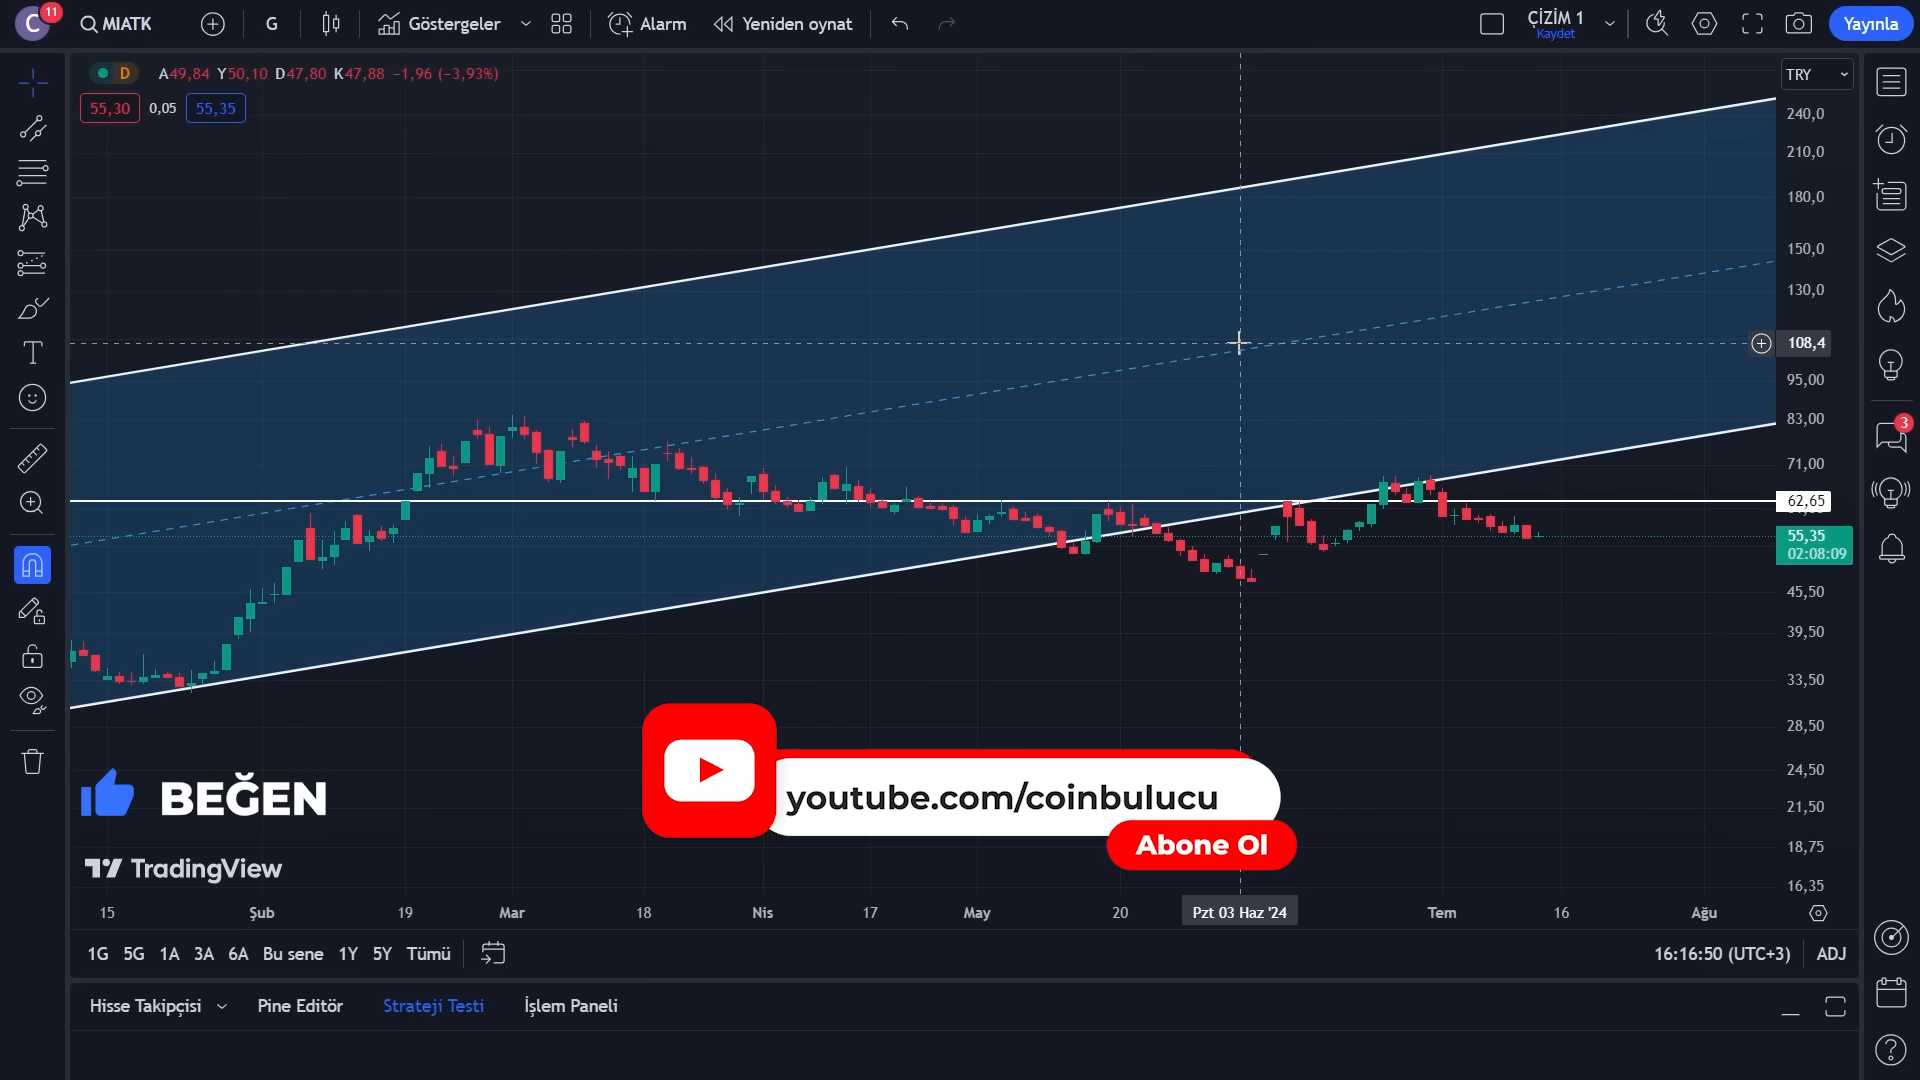 C 11 MIATK G Göstergeler Alarm Yeniden oynat ÇİZİM 1 Yayınla
Kaydet
D A49,84 Y50,10 D47,80 K47,88 −1,96 (−3,93%)
TRY
55,30 0,05 55,35
240,0
210,0
180,0
150,0
130,0
108,4
95,00
83,00
3
71,00
62,65
55,35
02:08:09
45,50
39,50
33,50
28,50
24,50
21,50
18,75
16,35
BEĞEN
youtube.com/coinbulucu
Abone Ol
TradingView
15 Şub 19 Mar 18 Nis 17 May 20 Pzt 03 Haz '24 Tem 16 Ağu
1G 5G 1A 3A 6A Bu sene 1Y 5Y Tümü 16:16:50 (UTC+3) ADJ
Hisse Takipçisi Pine Editör Strateji Testi İşlem Paneli